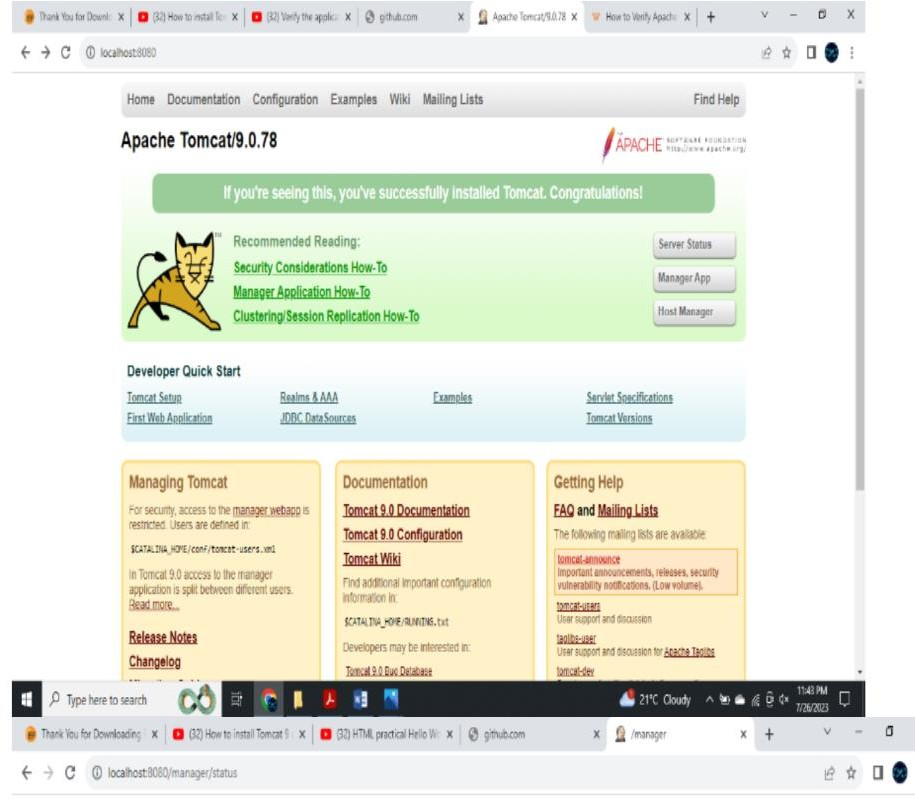 Thank You for Downlo
(32) How to install Tom
(32) Verify the applica
github.com
Apache Tomcat/9.0.78
How to Verify Apache
localhost:8080
Home Documentation Configuration Examples Wiki Mailing Lists Find Help
Apache Tomcat/9.0.78
THE APACHE SOFTWARE FOUNDATION
http://www.apache.org/
If you're seeing this, you've successfully installed Tomcat. Congratulations!
TM
Recommended Reading:
Security Considerations How-To
Manager Application How-To
Clustering/Session Replication How-To
Server Status
Manager App
Host Manager
Developer Quick Start
Tomcat Setup
First Web Application
Realms & AAA
JDBC DataSources
Examples
Servlet Specifications
Tomcat Versions
Managing Tomcat
For security, access to the manager webapp is
restricted. Users are defined in:
$CATALINA_HOME/conf/tomcat-users.xml
In Tomcat 9.0 access to the manager
application is split between different users.
Read more...
Release Notes
Changelog
Documentation
Tomcat 9.0 Documentation
Tomcat 9.0 Configuration
Tomcat Wiki
Find additional important configuration
information in:
$CATALINA_HOME/RUNNING.txt
Developers may be interested in:
Tomcat 9.0 Bug Database
Getting Help
FAQ and Mailing Lists
The following mailing lists are available:
tomcat-announce
Important announcements, releases, security
vulnerability notifications. (Low volume).
tomcat-users
User support and discussion
taglibs-user
User support and discussion for Apache Taglibs
tomcat-dev
Type here to search
21°C Cloudy
11:43 PM
7/26/2023
Thank You for Downloading
(32) How to install Tomcat 9
(32) HTML practical Hello Wo
github.com
/manager
localhost:8080/manager/status